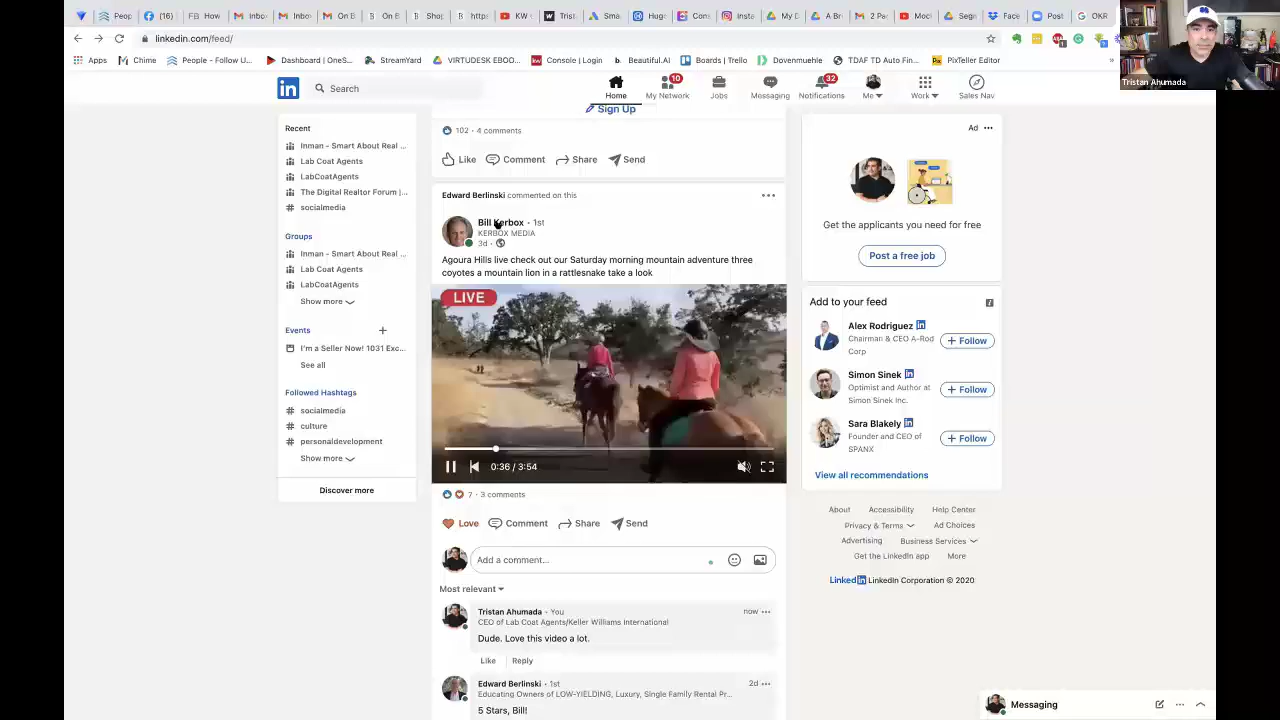 Peop
(16)
How
Inbo
Inbo
On B
On B
Shop
https
KW
Trist
Ads
Hug
Cons
insta
My D
A Br
2 Pe
Moc
Segn
Face
Post
OKR
linkedin.com/feed/
Apps
Chime
People - Follow U...
Dashboard | OneS...
StreamYard
VIRTUDESK EBOO...
Console | Login
Beautiful.AI
Boards | Trello
Dovenmuehle
TDAF TD Auto Fin...
PixTeller Editor
»
Tristan Ahumada
in
Search
Home
10
My Network
Jobs
Messaging
32
Notifications
Me
Work
Sales Nav
Recent
Inman - Smart About Real ...
Lab Coat Agents
LabCoatAgents
The Digital Realtor Forum |...
# socialmedia
Groups
Inman - Smart About Real ...
Lab Coat Agents
LabCoatAgents
Show more
Events +
I'm a Seller Now! 1031 Exc...
See all
Followed Hashtags
# socialmedia
# culture
# personaldevelopment
Show more
Discover more
Sign Up
102 · 4 comments
Like Comment Share Send
Edward Berlinski commented on this
Bill Kerbox · 1st
KERBOX MEDIA
3d ·
Agoura Hills live check out our Saturday morning mountain adventure three
coyotes a mountain lion in a rattlesnake take a look
LIVE
0:36 / 3:54
7 · 3 comments
Love Comment Share Send
Add a comment...
Most relevant
Tristan Ahumada · You now
CEO of Lab Coat Agents/Keller Williams International
Dude. Love this video a lot.
Like Reply
Edward Berlinski · 1st 2d
Educating Owners of LOW-YIELDING, Luxury, Single Family Rental Pr...
5 Stars, Bill!
Ad
Get the applicants you need for free
Post a free job
Add to your feed
Alex Rodriguez in
Chairman & CEO A-Rod
Corp
+ Follow
Simon Sinek in
Optimist and Author at
Simon Sinek Inc.
+ Follow
Sara Blakely in
Founder and CEO of
SPANX
+ Follow
View all recommendations
About Accessibility Help Center
Privacy & Terms Ad Choices
Advertising Business Services
Get the LinkedIn app More
LinkedIn LinkedIn Corporation © 2020
Messaging